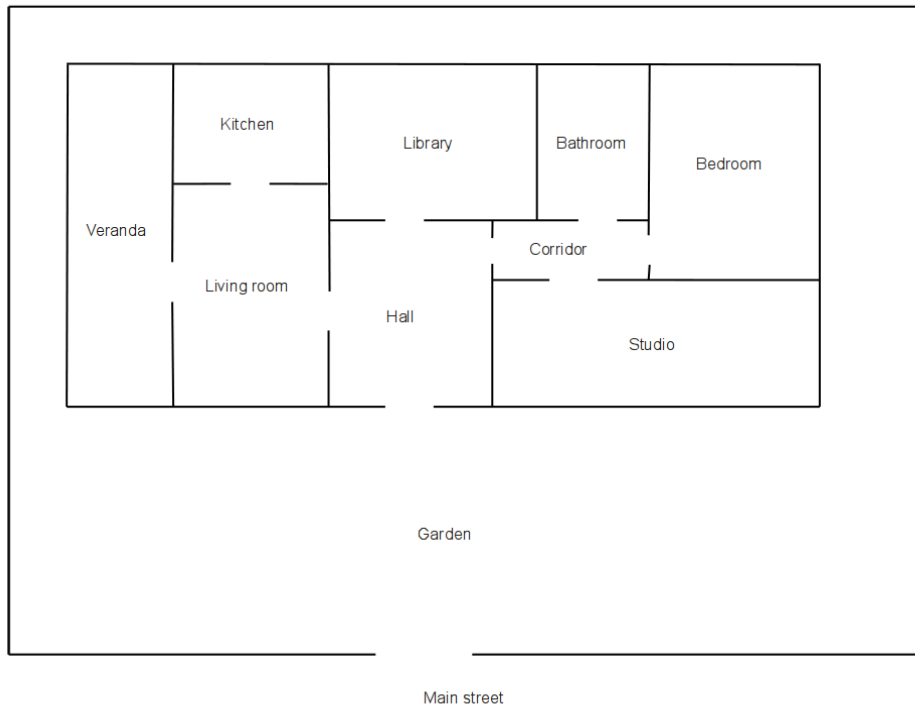 Kitchen
Library
Bathroom
Bedroom
Veranda
Corridor
Living room
Hall
Studio
Garden
Main street